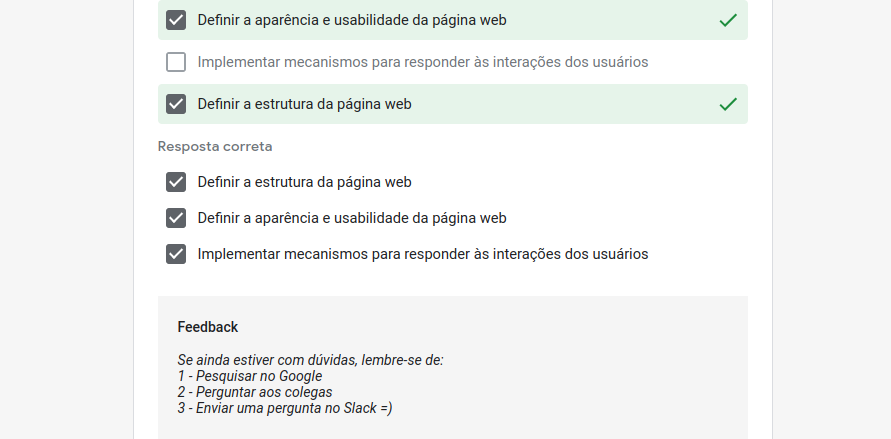 Definir a aparência e usabilidade da página web
Implementar mecanismos para responder às interações dos usuários
Definir a estrutura da página web
Resposta correta
Definir a estrutura da página web
Definir a aparência e usabilidade da página web
Implementar mecanismos para responder às interações dos usuários
Feedback
Se ainda estiver com dúvidas, lembre-se de:
1 - Pesquisar no Google
2 - Perguntar aos colegas
3 - Enviar uma pergunta no Slack =)